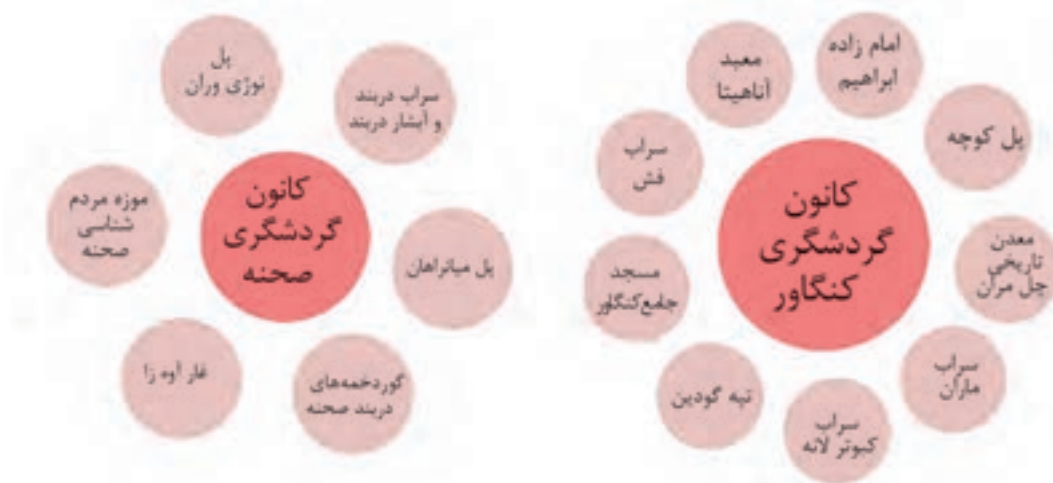 کانون
گردشگری
کنگاور
امام زاده
ابراهیم
پل کوچه
معدن
تاریخی
چل مران
سراب
ماران
سراب
کبوتر لانه
تپه گودین
مسجد
جامع کنگاور
سراب
فش
معبد
آناهیتا
کانون
گردشگری
صحنه
سراب دربند
و آبشار دربند
پل میانراهان
گوردخمه‌های
دربند صحنه
غار آوه زا
موزه مردم
شناسی
صحنه
پل
نوژی وران